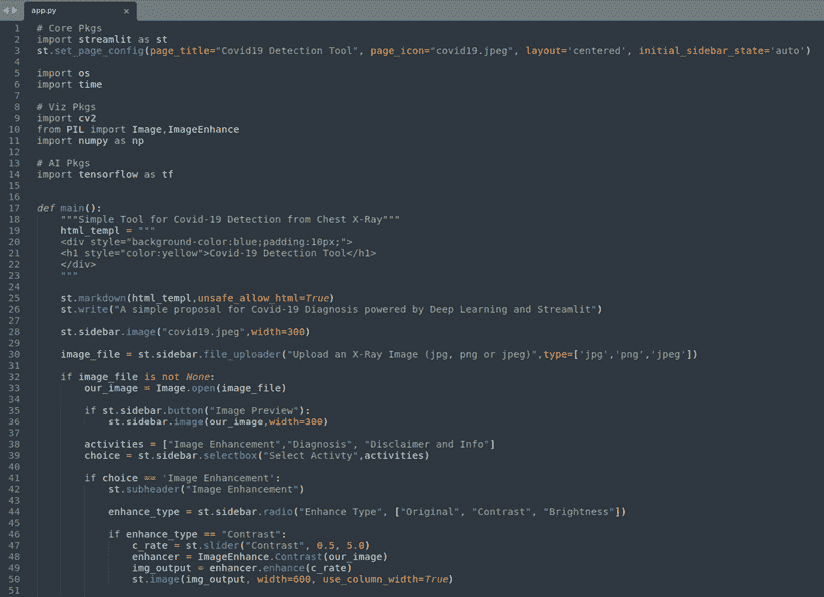 app.py ×
1 # Core Pkgs
2 import streamlit as st
3 st.set_page_config(page_title="Covid19 Detection Tool", page_icon="covid19.jpeg", layout='centered', initial_sidebar_state='auto')
4
5 import os
6 import time
7
8 # Viz Pkgs
9 import cv2
10 from PIL import Image,ImageEnhance
11 import numpy as np
12
13 # AI Pkgs
14 import tensorflow as tf
15
16
17 def main():
18     """Simple Tool for Covid-19 Detection from Chest X-Ray"""
19     html_templ = """
20     <div style="background-color:blue;padding:10px;">
21     <h1 style="color:yellow">Covid-19 Detection Tool</h1>
22     </div>
23     """
24
25     st.markdown(html_templ,unsafe_allow_html=True)
26     st.write("A simple proposal for Covid-19 Diagnosis powered by Deep Learning and Streamlit")
27
28     st.sidebar.image("covid19.jpeg",width=300)
29
30     image_file = st.sidebar.file_uploader("Upload an X-Ray Image (jpg, png or jpeg)",type=['jpg','png','jpeg'])
31
32     if image_file is not None:
33         our_image = Image.open(image_file)
34
35         if st.sidebar.button("Image Preview"):
36             st.sidebar.image(our_image,width=300)
37
38         activities = ["Image Enhancement","Diagnosis", "Disclaimer and Info"]
39         choice = st.sidebar.selectbox("Select Activty",activities)
40
41         if choice == 'Image Enhancement':
42             st.subheader("Image Enhancement")
43
44             enhance_type = st.sidebar.radio("Enhance Type", ["Original", "Contrast", "Brightness"])
45
46             if enhance_type == "Contrast":
47                 c_rate = st.slider("Contrast", 0.5, 5.0)
48                 enhancer = ImageEnhance.Contrast(our_image)
49                 img_output = enhancer.enhance(c_rate)
50                 st.image(img_output, width=600, use_column_width=True)
51